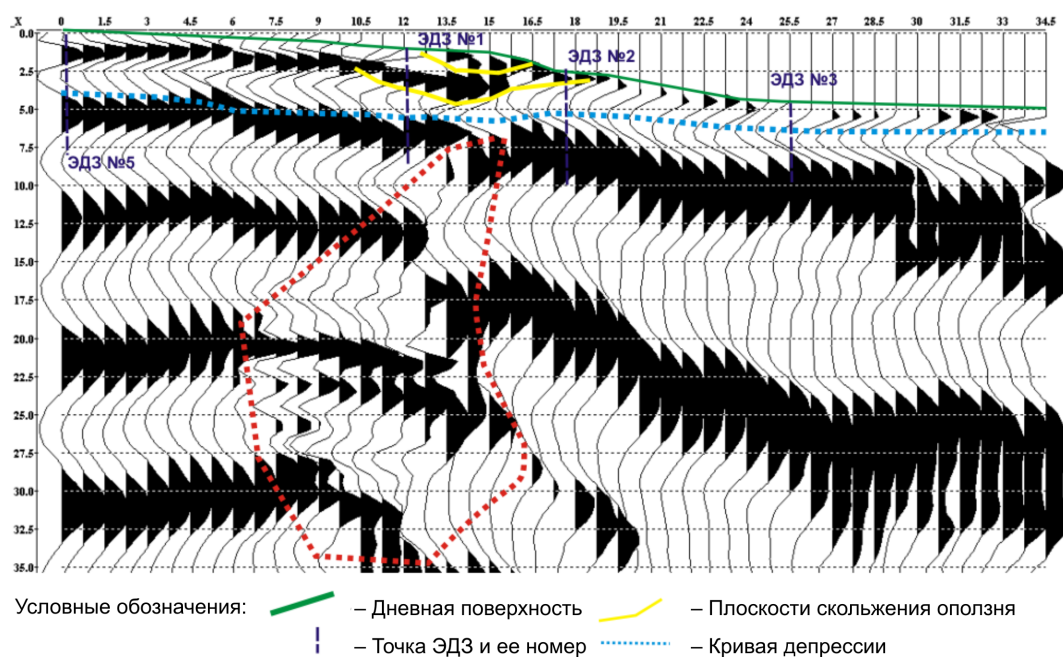 _X 0 1.5 3 4.5 6 7.5 9 10.5 12 13.5 15 16.5 18 19.5 21 22.5 24 25.5 27 28.5 30 31.5 33 34.5
0.0
ЭДЗ №1
ЭДЗ №2
2.5
ЭДЗ №3
5.0
7.5
ЭДЗ №5
10.0
12.5
15.0
17.5
20.0
22.5
25.0
27.5
30.0
32.5
35.0
Условные обозначения: – Дневная поверхность – Плоскости скольжения оползня
– Точка ЭДЗ и ее номер – Кривая депрессии